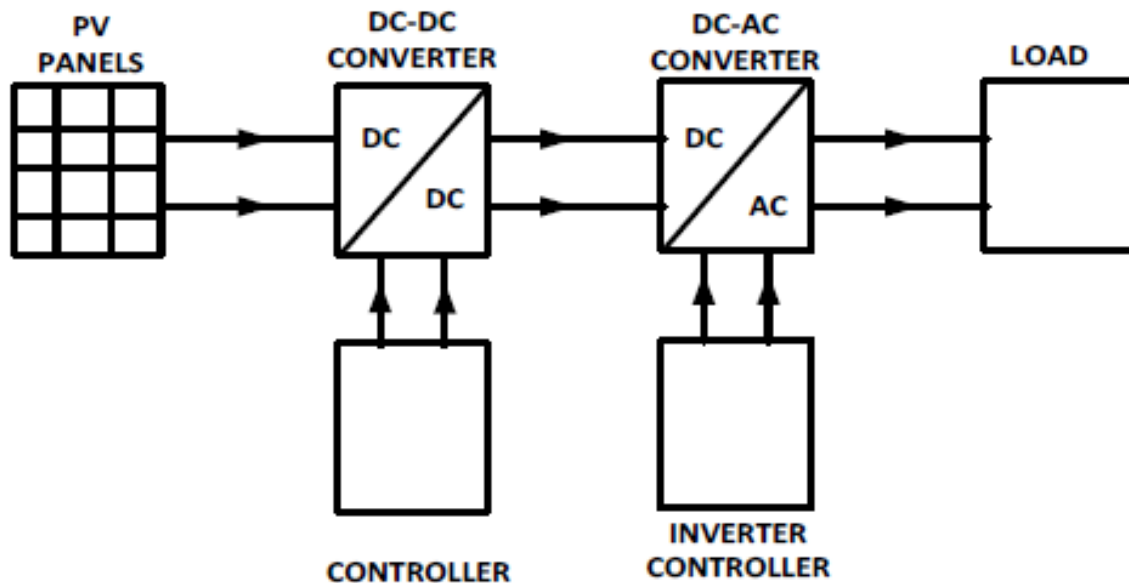 PV
PANELS
DC-DC
CONVERTER
DC-AC
CONVERTER
LOAD
DC
DC
DC
AC
CONTROLLER
INVERTER
CONTROLLER